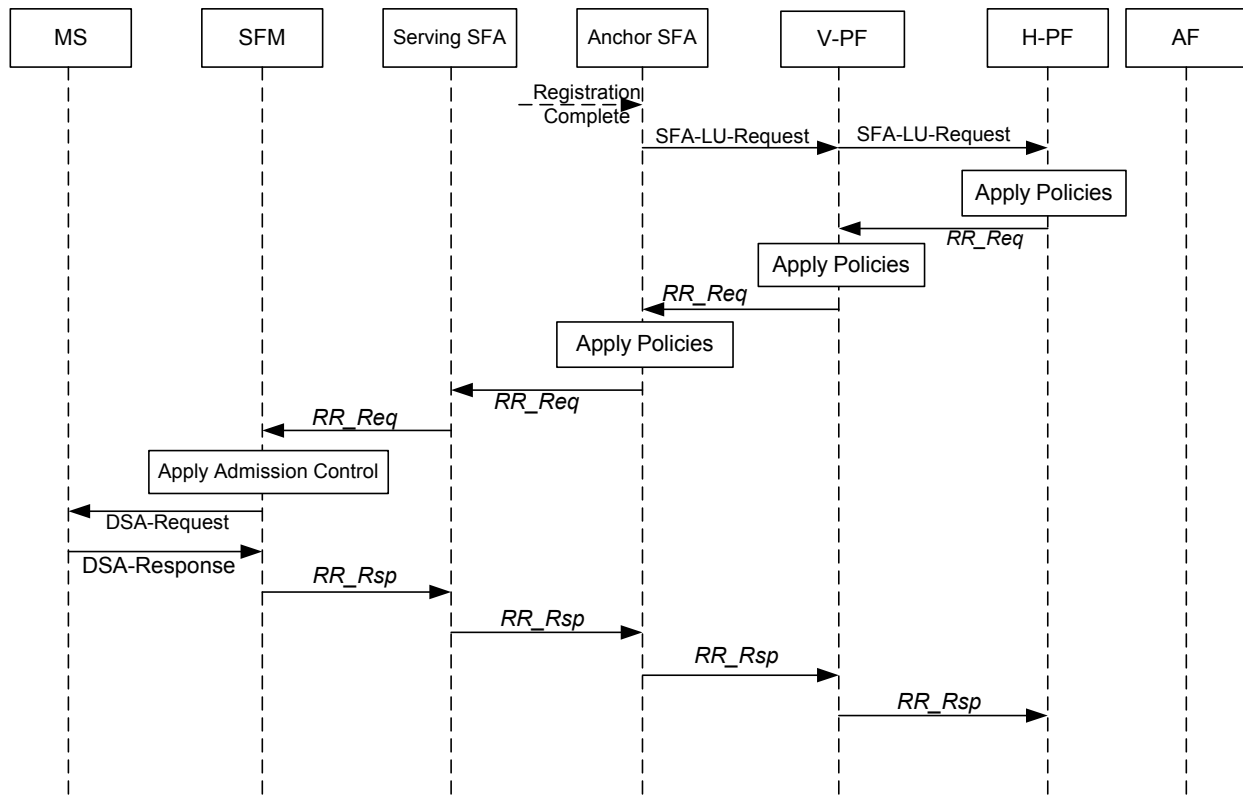 MS
SFM
Serving SFA
Anchor SFA
V-PF
H-PF
AF
Registration
Complete
SFA-LU-Request
SFA-LU-Request
Apply Policies
RR_Req
Apply Policies
RR_Req
Apply Policies
RR_Req
RR_Req
Apply Admission Control
DSA-Request
DSA-Response
RR_Rsp
RR_Rsp
RR_Rsp
RR_Rsp